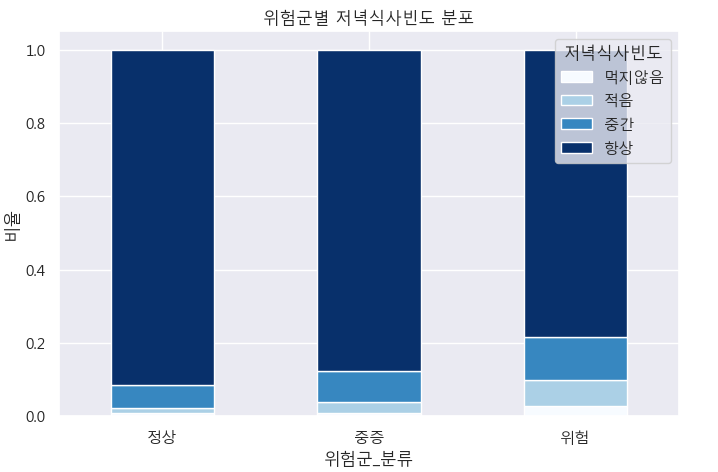 위험군별 저녁식사빈도 분포
저녁식사빈도
먹지않음
적음
중간
항상
비율
1.0
0.8
0.6
0.4
0.2
0.0
정상
중증
위험
위험군_분류